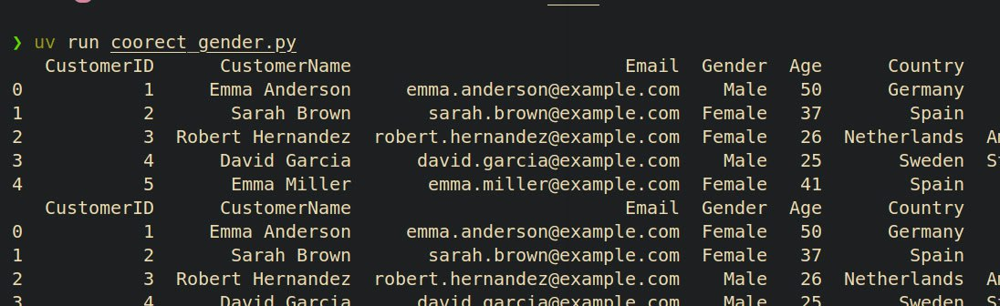 ❯ uv run coorect_gender.py
CustomerID CustomerName Email Gender Age Country
0 1 Emma Anderson emma.anderson@example.com Male 50 Germany
1 2 Sarah Brown sarah.brown@example.com Female 37 Spain
2 3 Robert Hernandez robert.hernandez@example.com Female 26 Netherlands
3 4 David Garcia david.garcia@example.com Male 25 Sweden
4 5 Emma Miller emma.miller@example.com Female 41 Spain
CustomerID CustomerName Email Gender Age Country
0 1 Emma Anderson emma.anderson@example.com Female 50 Germany
1 2 Sarah Brown sarah.brown@example.com Female 37 Spain
2 3 Robert Hernandez robert.hernandez@example.com Male 26 Netherlands
3 4 David Garcia david.garcia@example.com Male 25 Sweden